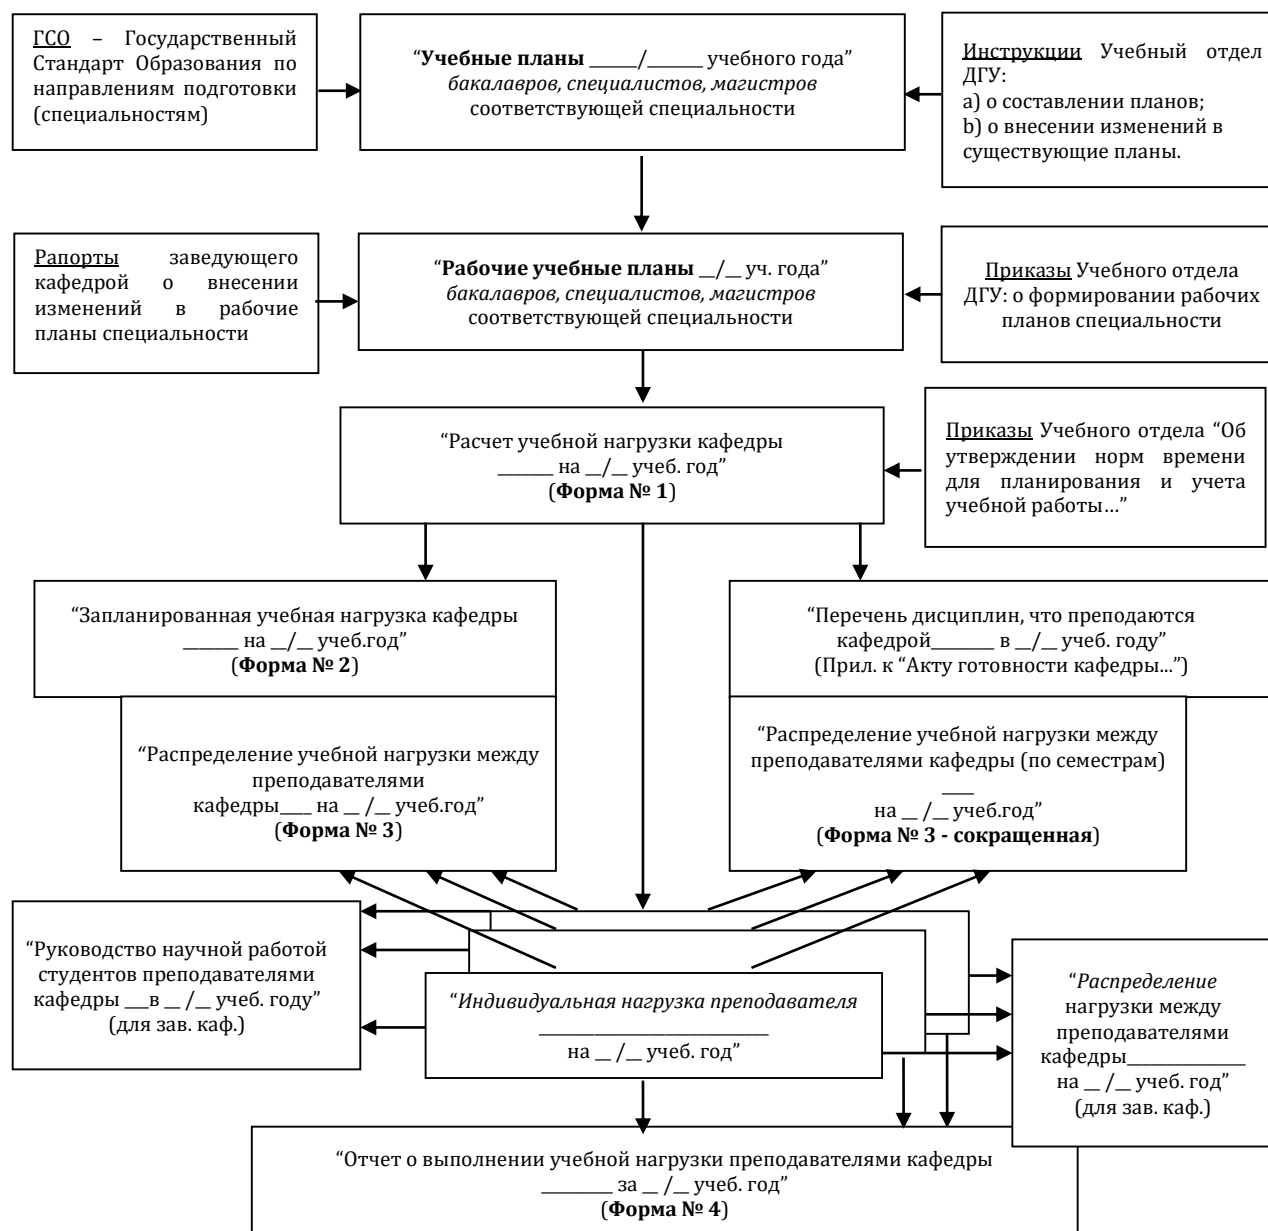 ГСО – Государственный
Стандарт Образования по
направлениям подготовки
(специальностям)
“Учебные планы _____/______ учебного года”
бакалавров, специалистов, магистров
соответствующей специальности
Инструкции Учебный отдел
ДГУ:
a) о составлении планов;
b) о внесении изменений в
существующие планы.
Рапорты заведующего
кафедрой о внесении
изменений в рабочие
планы специальности
“Рабочие учебные планы __/__ уч. года”
бакалавров, специалистов, магистров
соответствующей специальности
Приказы Учебного отдела
ДГУ: о формировании рабочих
планов специальности
“Расчет учебной нагрузки кафедры
______ на __/__ учеб. год”
(Форма № 1)
Приказы Учебного отдела “Об
утверждении норм времени
для планирования и учета
учебной работы...”
“Запланированная учебная нагрузка кафедры
______ на __/__ учеб.год”
(Форма № 2)
“Перечень дисциплин, что преподаются
кафедрой_______ в __/__ учеб. году”
(Прил. к “Акту готовности кафедры...”)
“Распределение учебной нагрузки между
преподавателями
кафедры___ на __ /__ учеб.год”
(Форма № 3)
“Распределение учебной нагрузки между
преподавателями кафедры (по семестрам)
___
на __ /__ учеб.год”
(Форма № 3 - сокращенная)
“Руководство научной работой
студентов преподавателями
кафедры ___в __ /__ учеб. году”
(для зав. каф.)
“Индивидуальная нагрузка преподавателя
_________________________
на __ /__ учеб. год”
“Распределение
нагрузки между
преподавателями
кафедры_____________
на __ /__ учеб. год”
(для зав. каф.)
“Отчет о выполнении учебной нагрузки преподавателями кафедры
________ за __ /__ учеб. год”
(Форма № 4)